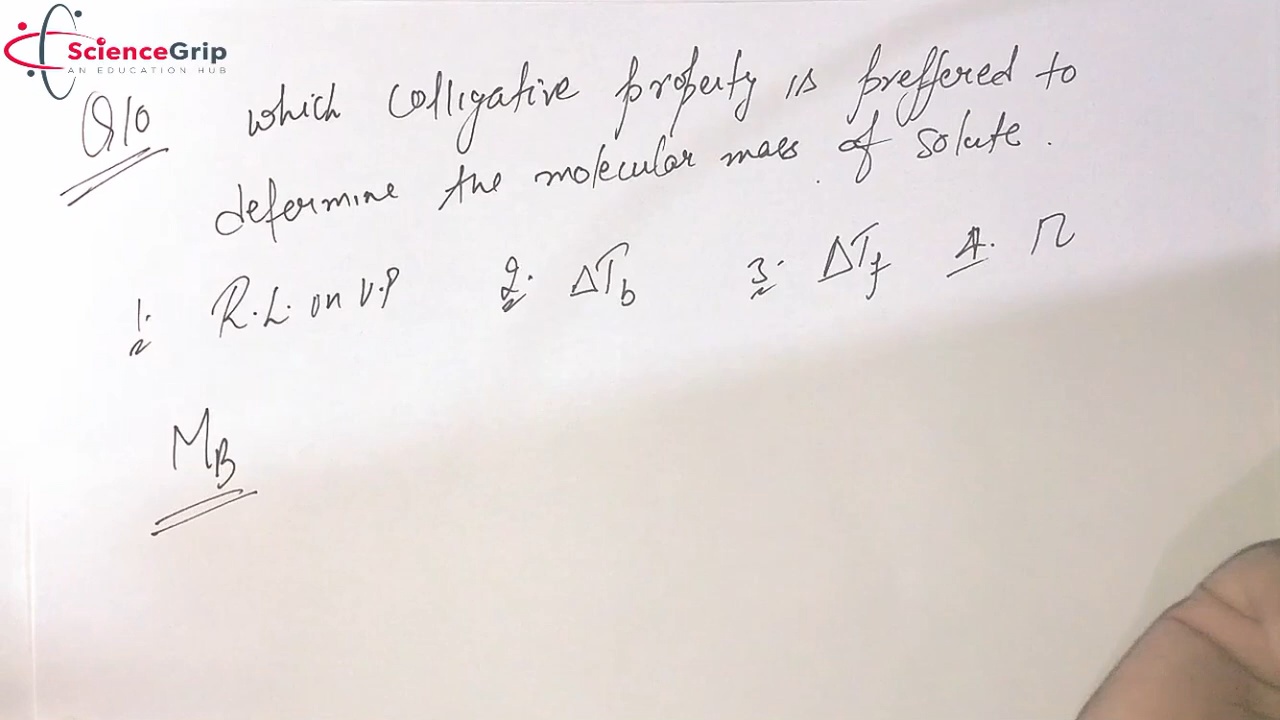 ScienceGrip
AN EDUCATION HUB
Q10 which colligative property is preffered to
determine the molecular mass of solute.
1. R.L. on V.P 2. ΔTb 3. ΔTf 4. π
MB